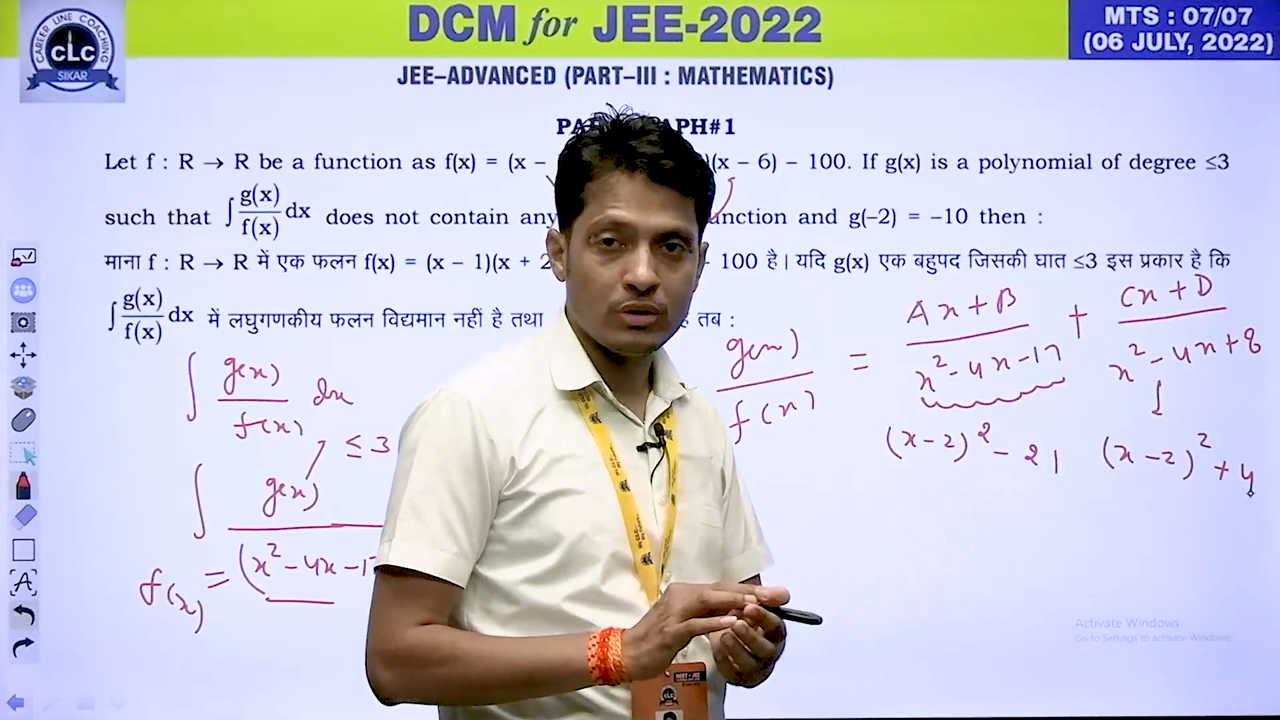 CAREER LINE COACHING
CLC
SIKAR
DCM for JEE-2022
MTS : 07/07
(06 JULY, 2022)
JEE–ADVANCED (PART–III : MATHEMATICS)
PH#1
Let f : R → R be a function as f(x) = (x – )(x – 6) – 100. If g(x) is a polynomial of degree ≤3
such that ∫ g(x)/f(x) dx does not contain any and g(–2) = –10 then :
माना f : R → R में एक फलन f(x) = (x – 1)(x + 2 – 100 है। यदि g(x) एक बहुपद जिसकी घात ≤3 इस प्रकार है कि
∫ g(x)/f(x) dx में लघुगणकीय फलन विद्यमान नहीं है तथा तब :
∫ g(x)/f(x) dx
≤ 3
∫ g(x)
f(x) = (x² – 4x – 1
g(x)/f(x) = (Ax + B)/(x² – 4x – 17) + (Cx + D)/(x² – 4x + 8)
(x – 2)² – 21 (x – 2)² + 4
Activate Windows
Go to Settings to activate Windows.
NEET - JEE
CLC